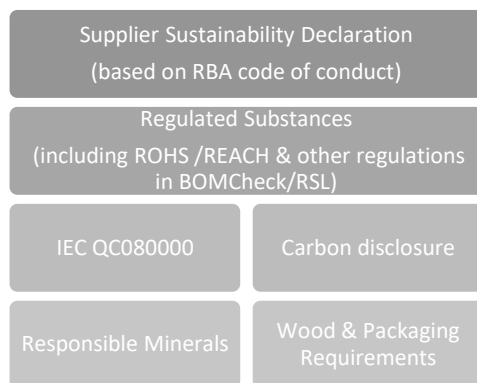 Supplier Sustainability Declaration
(based on RBA code of conduct)
Regulated Substances
(including ROHS /REACH & other regulations
in BOMCheck/RSL)
IEC QC080000
Carbon disclosure
Responsible Minerals
Wood & Packaging
Requirements